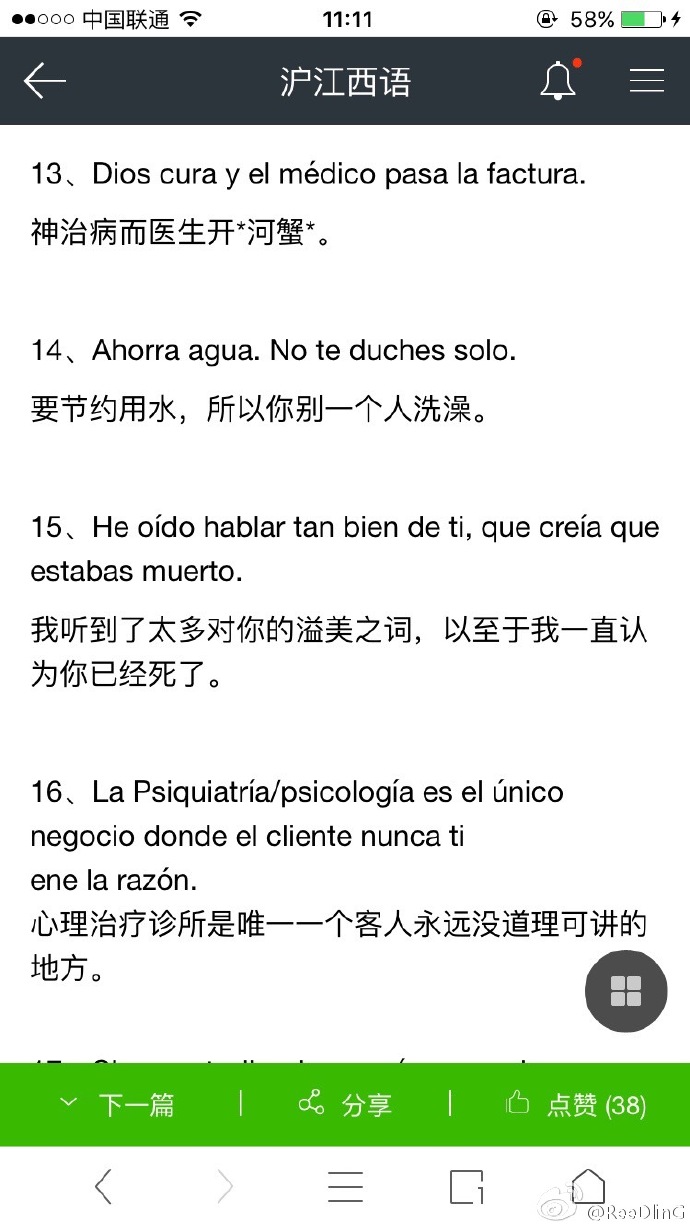 中国联通 11:11 58%
沪江西语
13、Dios cura y el médico pasa la factura.
神治病而医生开*河蟹*。
14、Ahorra agua. No te duches solo.
要节约用水，所以你别一个人洗澡。
15、He oído hablar tan bien de ti, que creía que
estabas muerto.
我听到了太多对你的溢美之词，以至于我一直认
为你已经死了。
16、La Psiquiatría/psicología es el único
negocio donde el cliente nunca ti
ene la razón.
心理治疗诊所是唯一一个客人永远没道理可讲的
地方。
下一篇 分享 点赞 (38)
1
@ReeDlinG